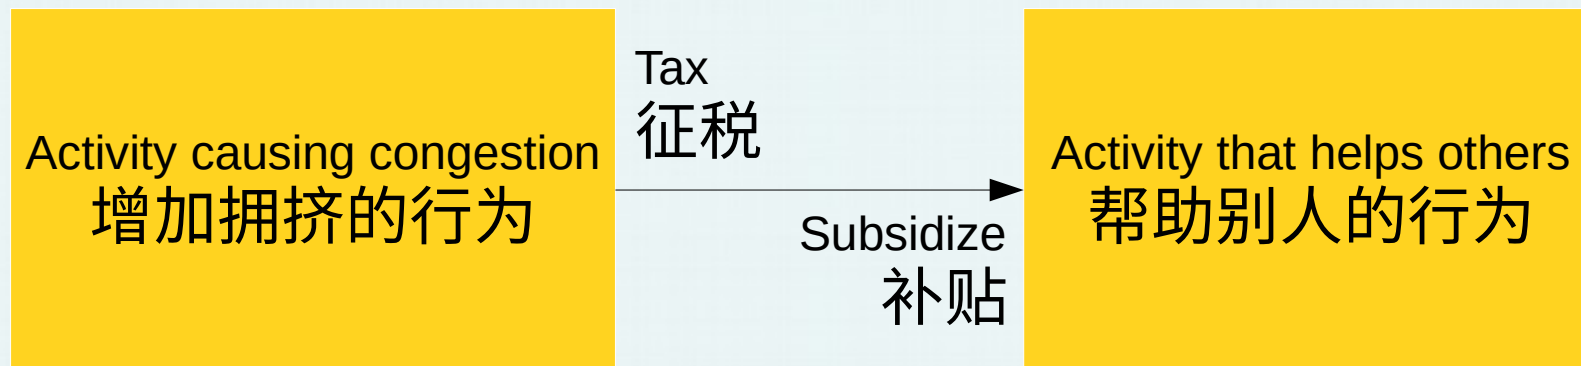 Activity causing congestion
增加拥挤的行为
Tax
征税
Subsidize
补贴
Activity that helps others
帮助别人的行为